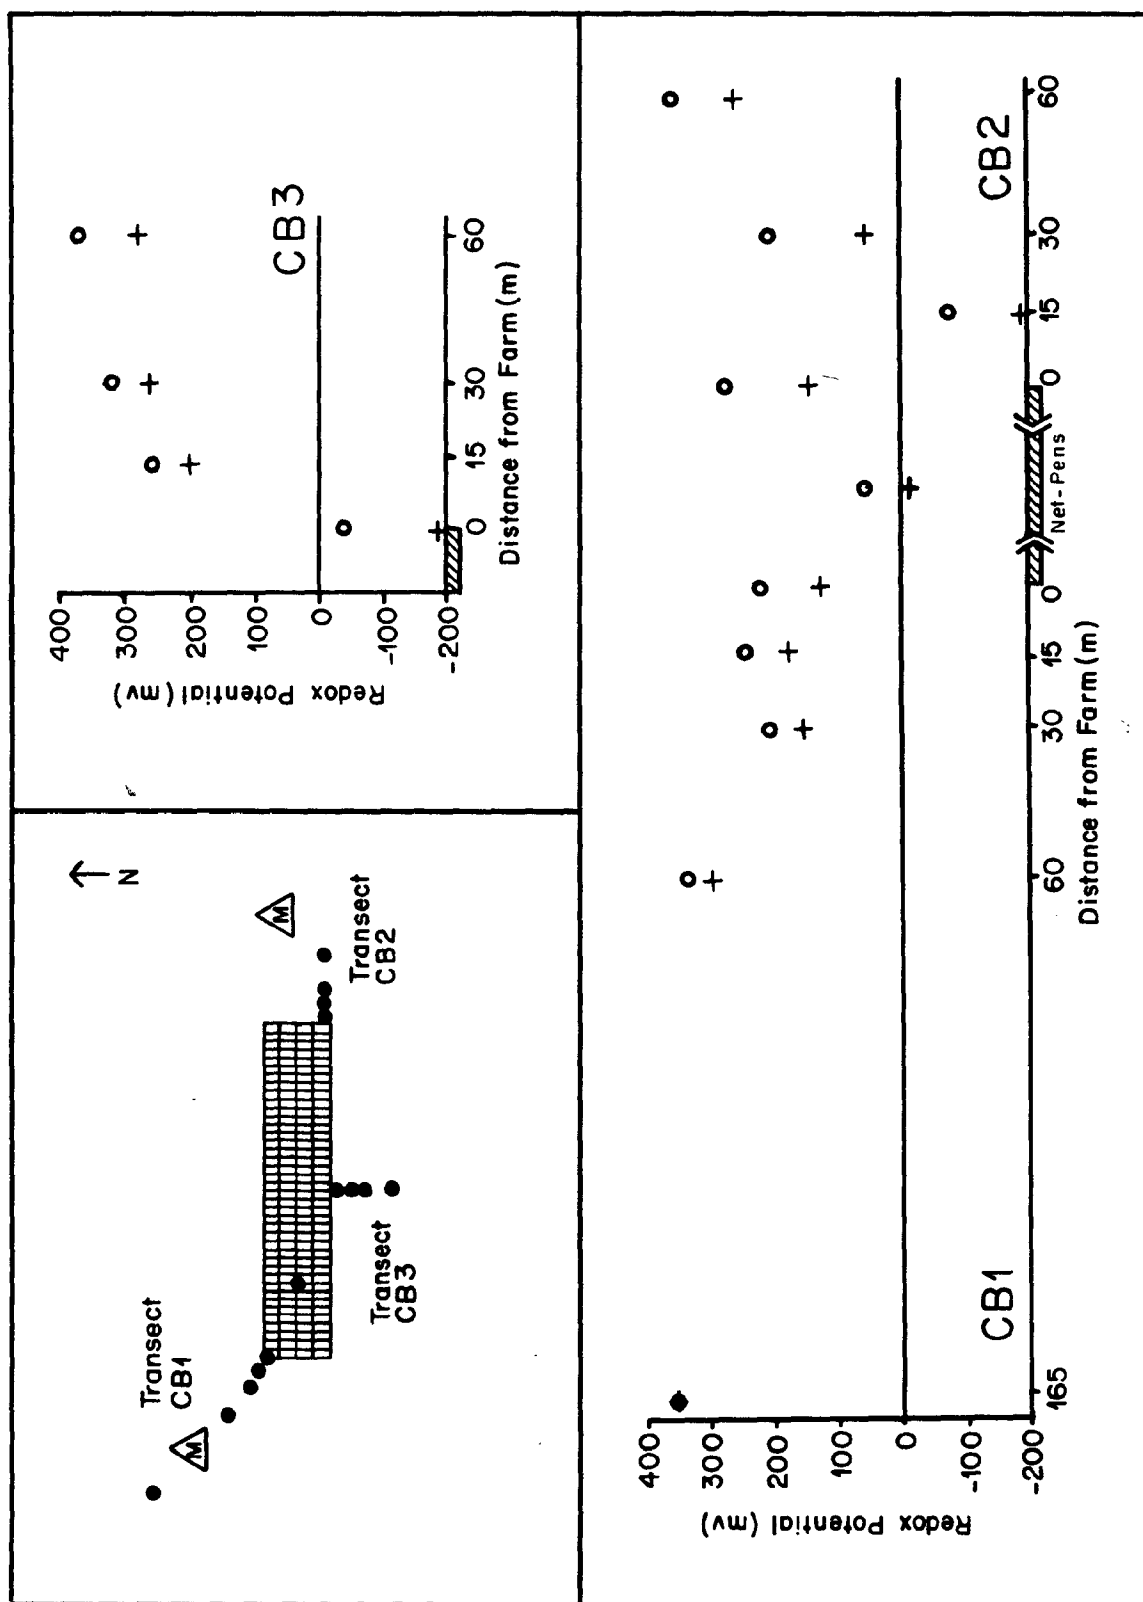 N
Transect
CB1
M
Transect
CB3
M
Transect
CB2
400
300
200
100
0
-100
-200
Redox Potential (mv)
CB3
0
15
30
60
Distance from Farm (m)
400
300
200
100
0
-100
-200
Redox Potential (mv)
CB1
CB2
165
60
30
15
0
Net-Pens
0
15
30
60
Distance from Farm (m)